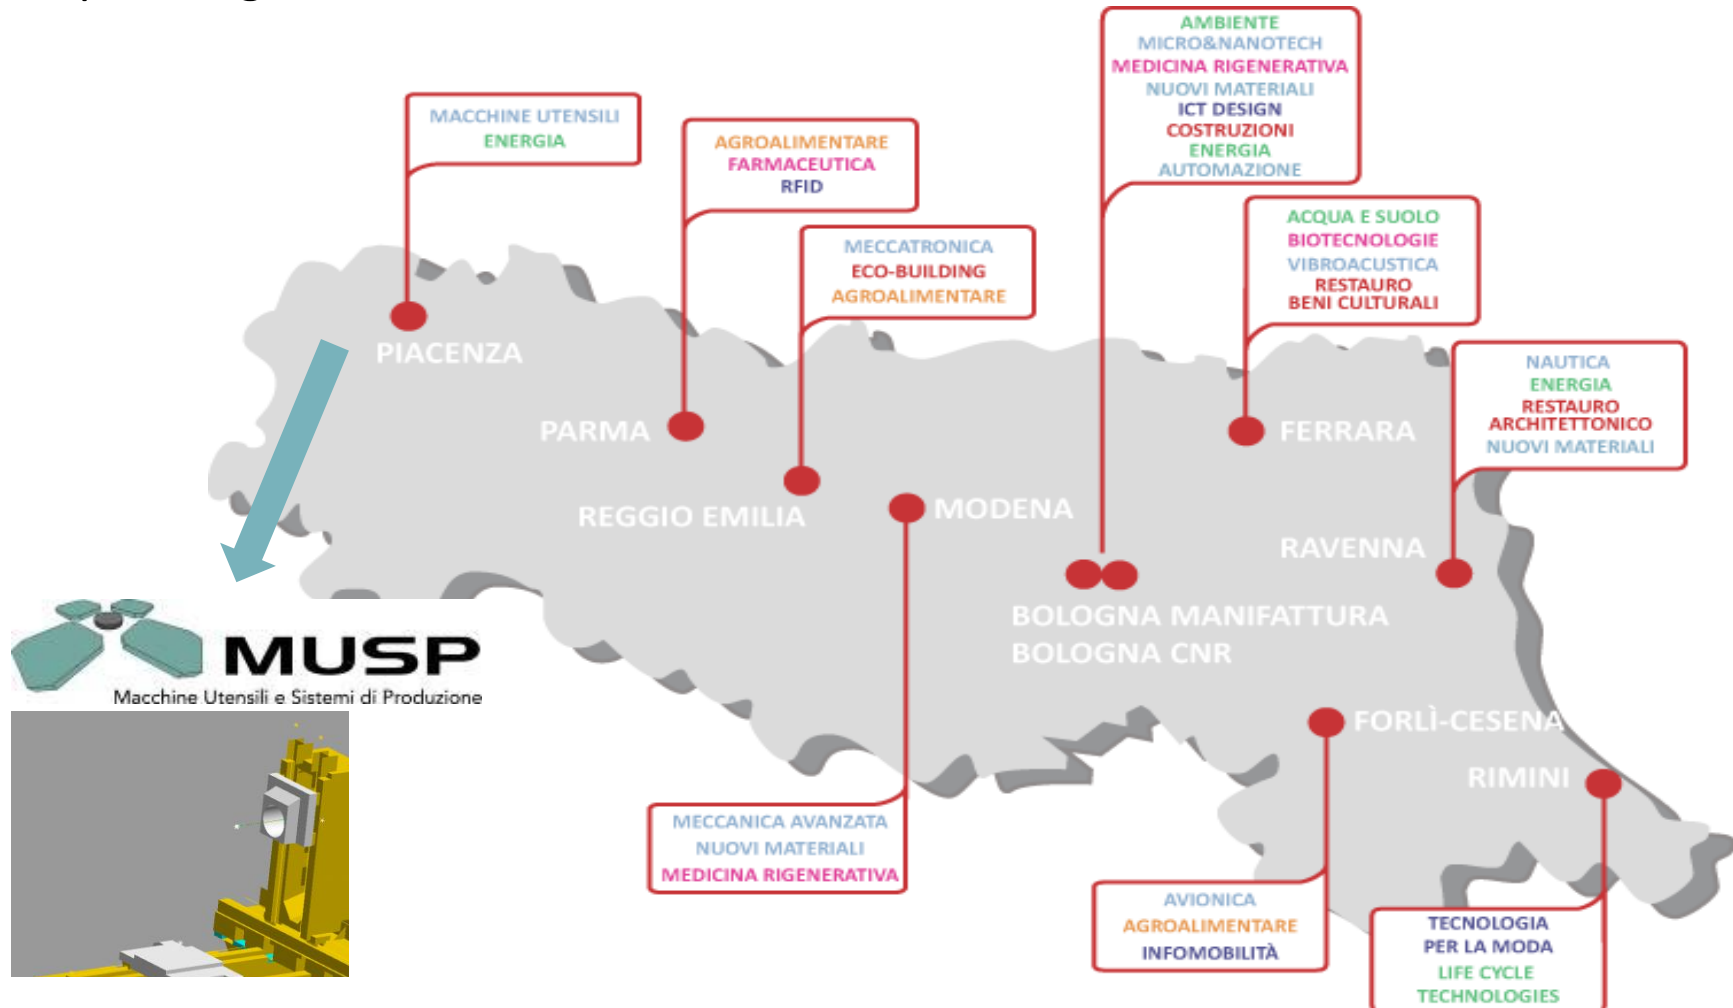 AMBIENTE
MICRO&NANOTECH
MEDICINA RIGENERATIVA
NUOVI MATERIALI
ICT DESIGN
COSTRUZIONI
ENERGIA
AUTOMAZIONE
MACCHINE UTENSILI
ENERGIA
AGROALIMENTARE
FARMACEUTICA
RFID
MECCATRONICA
ECO-BUILDING
AGROALIMENTARE
ACQUA E SUOLO
BIOTECNOLOGIE
VIBROACUSTICA
RESTAURO
BENI CULTURALI
NAUTICA
ENERGIA
RESTAURO
ARCHITETTONICO
NUOVI MATERIALI
PIACENZA
PARMA
REGGIO EMILIA
MODENA
FERRARA
RAVENNA
BOLOGNA MANIFATTURA
BOLOGNA CNR
FORLÌ-CESENA
RIMINI
MUSP
Macchine Utensili e Sistemi di Produzione
MECCANICA AVANZATA
NUOVI MATERIALI
MEDICINA RIGENERATIVA
AVIONICA
AGROALIMENTARE
INFOMOBILITÀ
TECNOLOGIA
PER LA MODA
LIFE CYCLE
TECHNOLOGIES